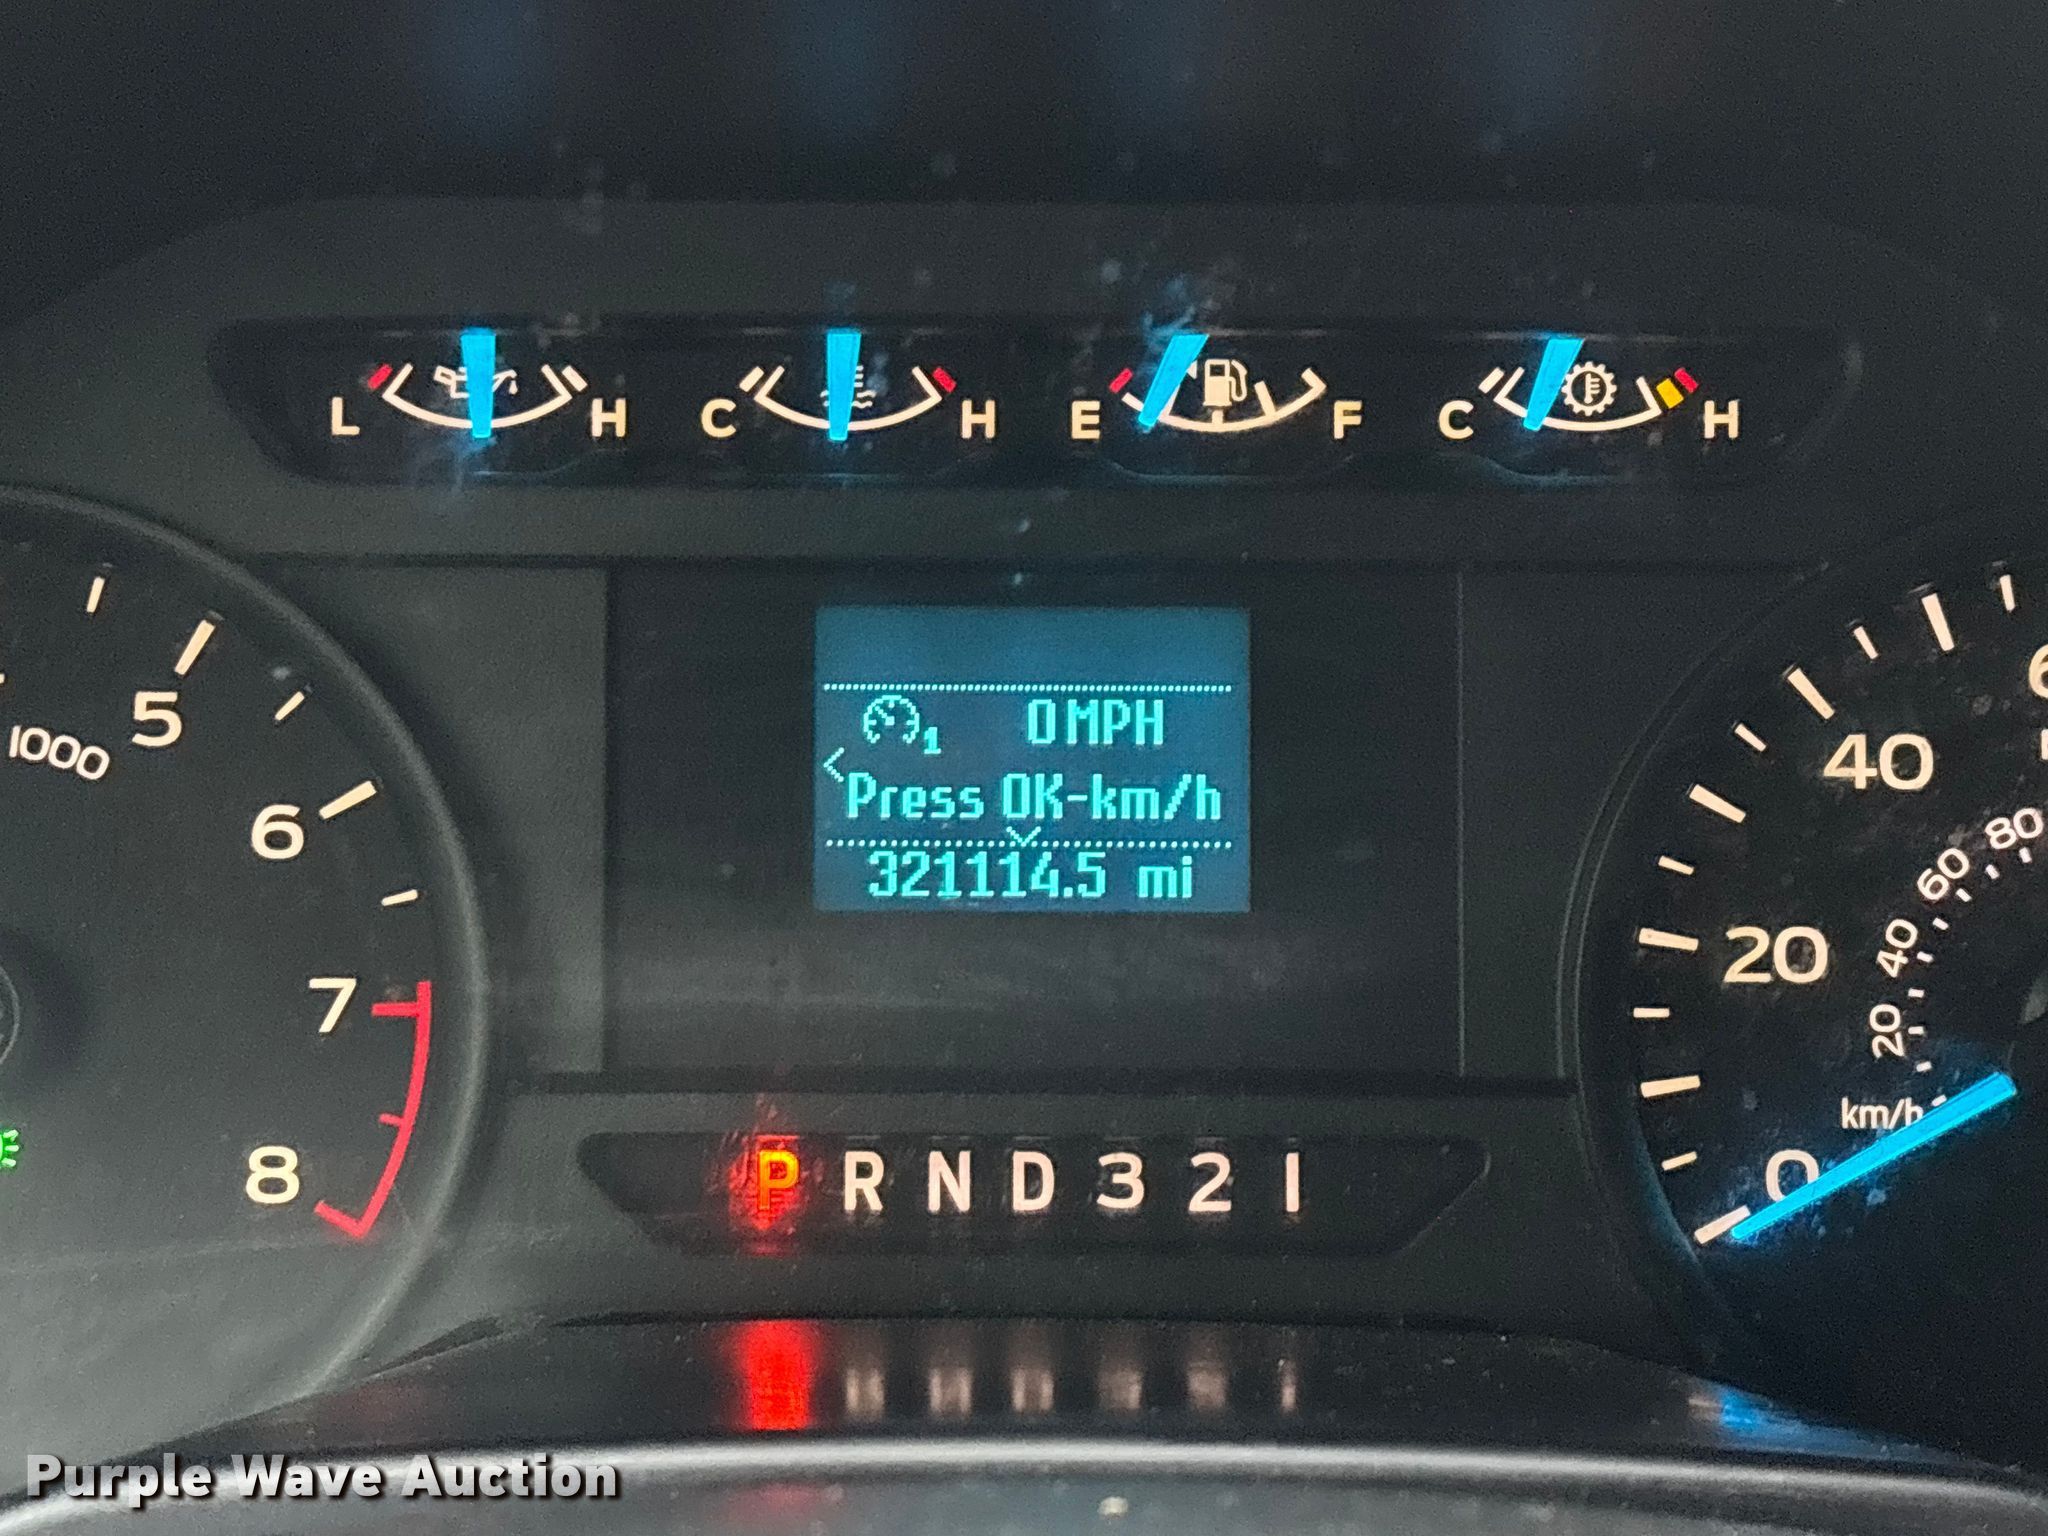 L H C H E F C H
1000
5
6
7
8
0 MPH
Press OK-km/h
321114.5 mi
40
20
0
80
60
40
20
km/h
P R N D 3 2 1
Purple Wave Auction